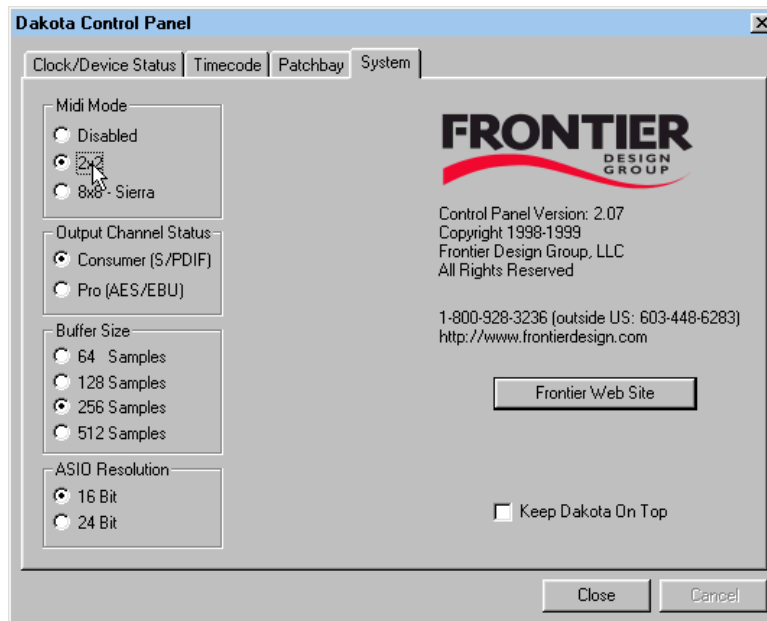 Dakota Control Panel
Clock/Device Status
Timecode
Patchbay
System
Midi Mode
Disabled
2x2
8x8 - Sierra
Output Channel Status
Consumer (S/PDIF)
Pro (AES/EBU)
Buffer Size
64 Samples
128 Samples
256 Samples
512 Samples
ASIO Resolution
16 Bit
24 Bit
FRONTIER
DESIGN
GROUP
Control Panel Version: 2.07
Copyright 1998-1999
Frontier Design Group, LLC
All Rights Reserved
1-800-928-3236 (outside US: 603-448-6283)
http://www.frontierdesign.com
Frontier Web Site
Keep Dakota On Top
Close
Cancel